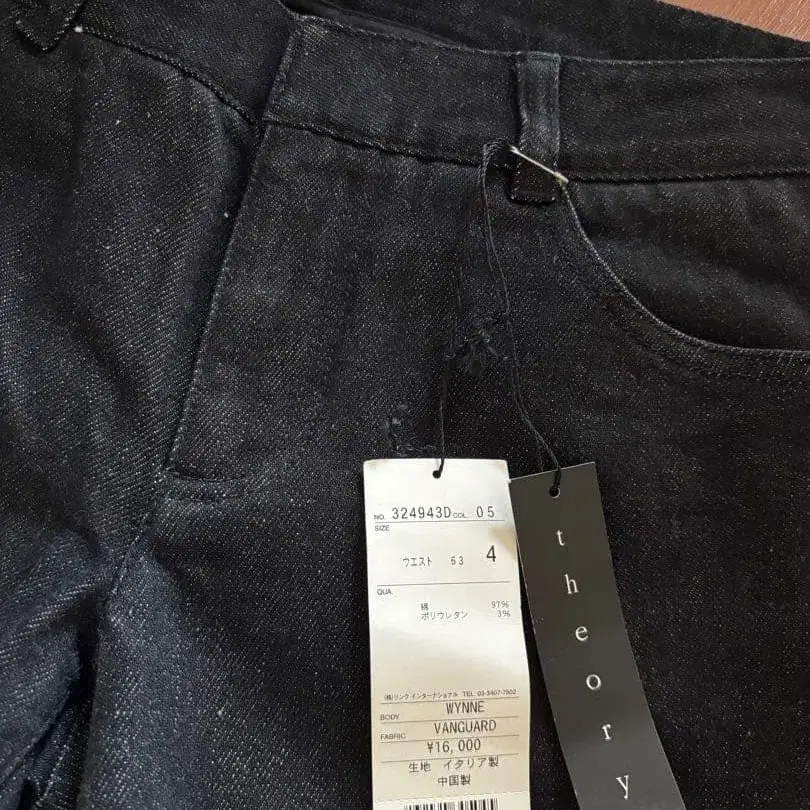 NO. 324943D COL. 05
SIZE
ウエスト 63 4
QUA.
綿 97%
ポリウレタン 3%
(株)リンク インターナショナル TEL. 03-3407-7502
BODY WYNNE
FABRIC VANGUARD
¥16,000
生地 イタリア製
中国製
theory